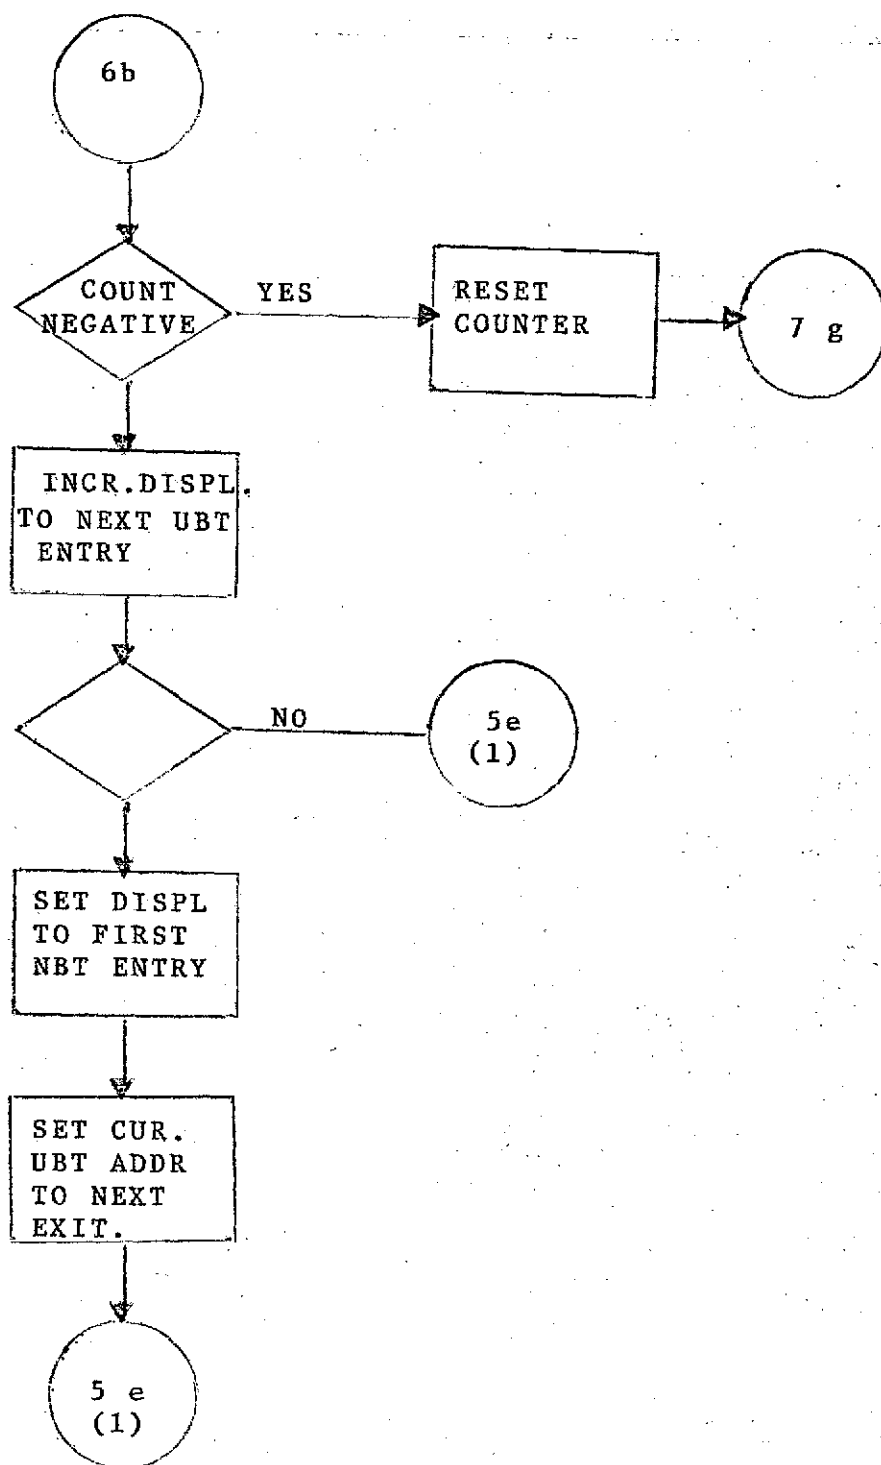 6b
COUNT
NEGATIVE
YES
RESET
COUNTER
7 g
INCR.DISPL.
TO NEXT UBT
ENTRY
NO
5e
(1)
SET DISPL
TO FIRST
NBT ENTRY
SET CUR.
UBT ADDR
TO NEXT
EXIT.
5 e
(1)